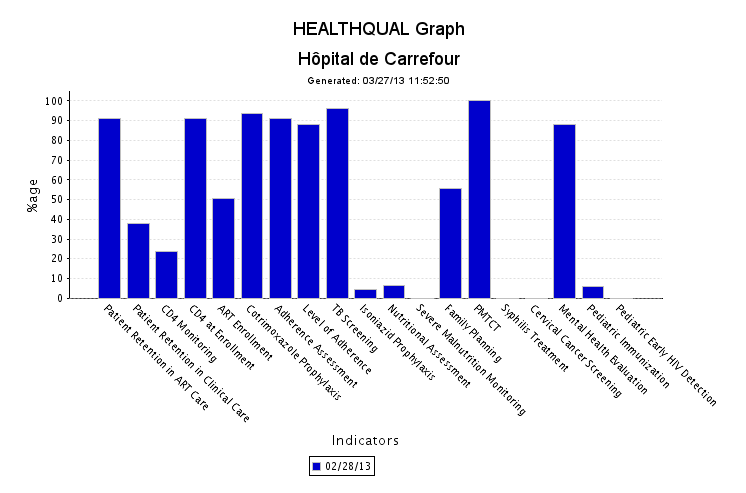 HEALTHQUAL Graph
Hôpital de Carrefour
Generated: 03/27/13 11:52:50
%age
100
90
80
70
60
50
40
30
20
10
0
Patient Retention in ART Care
Patient Retention in Clinical Care
CD4 Monitoring
CD4 at Enrollment
ART Enrollment
Cotrimoxazole Prophylaxis
Adherence Assessment
Level of Adherence
TB Screening
Isoniazid Prophylaxis
Nutritional Assessment
Severe Malnutrition Monitoring
Family Planning
PMTCT
Syphilis Treatment
Cervical Cancer Screening
Mental Health Evaluation
Pediatric Immunization
Pediatric Early HIV Detection
Indicators
02/28/13